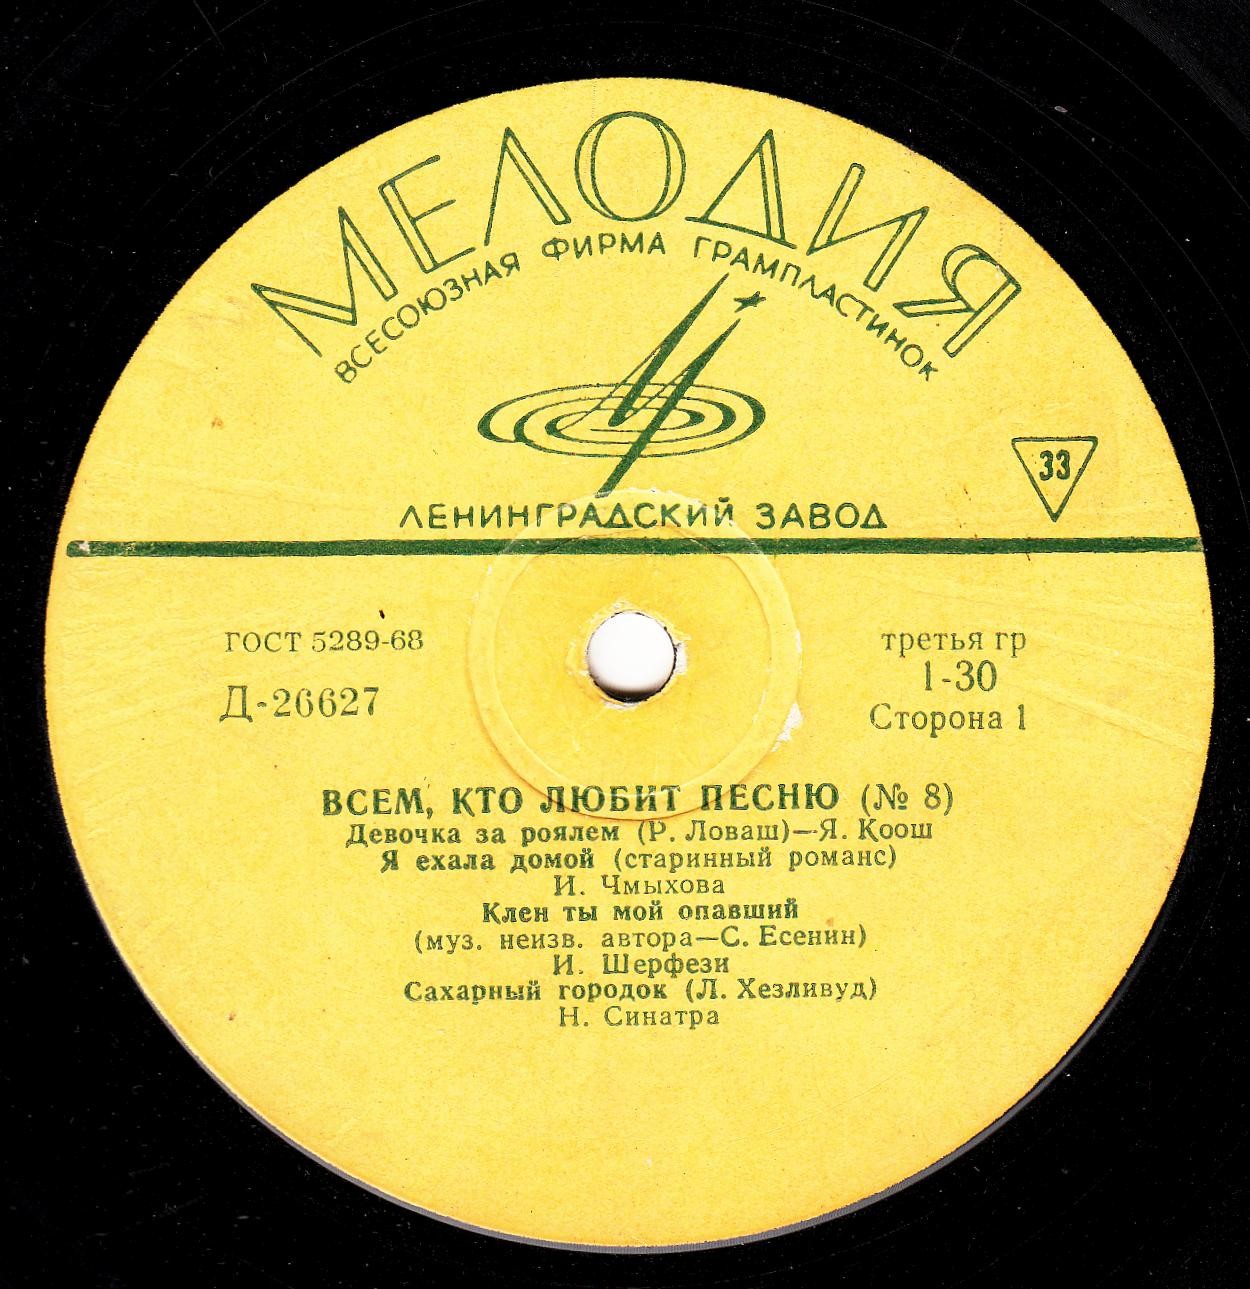 МЕЛОДИЯ
ВСЕСОЮЗНАЯ ФИРМА ГРАМПЛАСТИНОК
33
ЛЕНИНГРАДСКИЙ ЗАВОД
ГОСТ 5289-68
Д-26627
третья гр
1-30
Сторона 1
ВСЕМ, КТО ЛЮБИТ ПЕСНЮ (№ 8)
Девочка за роялем (Р. Ловаш)—Я. Коош
Я ехала домой (старинный романс)
И. Чмыхова
Клен ты мой опавший
(муз. неизв. автора—С. Есенин)
И. Шерфези
Сахарный городок (Л. Хезливуд)
Н. Синатра